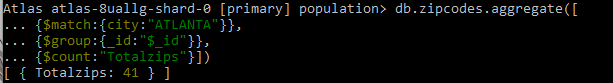 Atlas atlas-8uallg-shard-0 [primary] population> db.zipcodes.aggregate([
... {$match:{city:"ATLANTA"}},
... {$group:{_id:"$_id"}},
... {$count:"Totalzips"}])
[ { Totalzips: 41 } ]